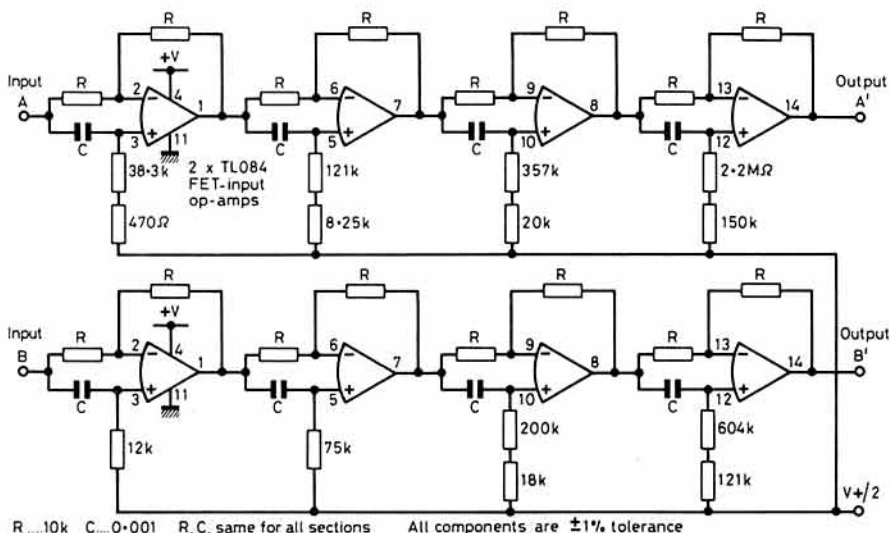 R R R R
+V
Input
A
R 2 4 1 R 6 7 R 9 8 R 13 14
Output
A'
C 3 11 C 5 C 10 C 12
38·3k
2 x TL084
FET-input
op-amps
121k
357k
2·2MΩ
470Ω
8·25k
20k
150k
R R R R
+V
Input
B
R 2 4 1 R 6 7 R 9 8 R 13 14
Output
B'
C 3 11 C 5 C 10 C 12
12k
75k
200k
604k
18k
121k
V+/2
R....10k C....0·001 R, C, same for all sections All components are ±1% tolerance